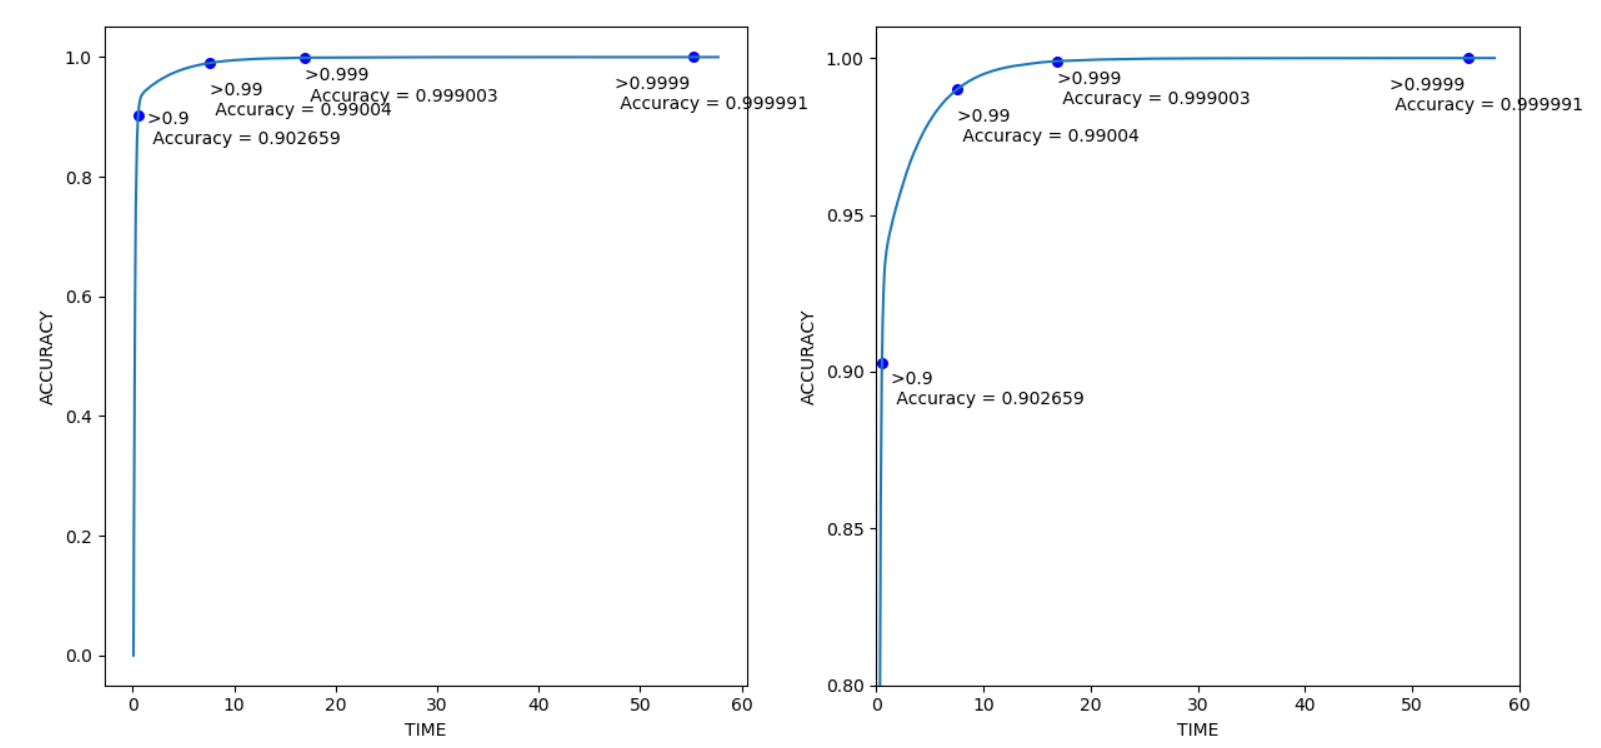 1.0
0.8
0.6
0.4
0.2
0.0
ACCURACY
>0.9
Accuracy = 0.902659
>0.99
Accuracy = 0.99004
>0.999
Accuracy = 0.999003
>0.9999
Accuracy = 0.999991
0 10 20 30 40 50 60
TIME
1.00
0.95
0.90
0.85
0.80
ACCURACY
>0.9
Accuracy = 0.902659
>0.99
Accuracy = 0.99004
>0.999
Accuracy = 0.999003
>0.9999
Accuracy = 0.999991
0 10 20 30 40 50 60
TIME